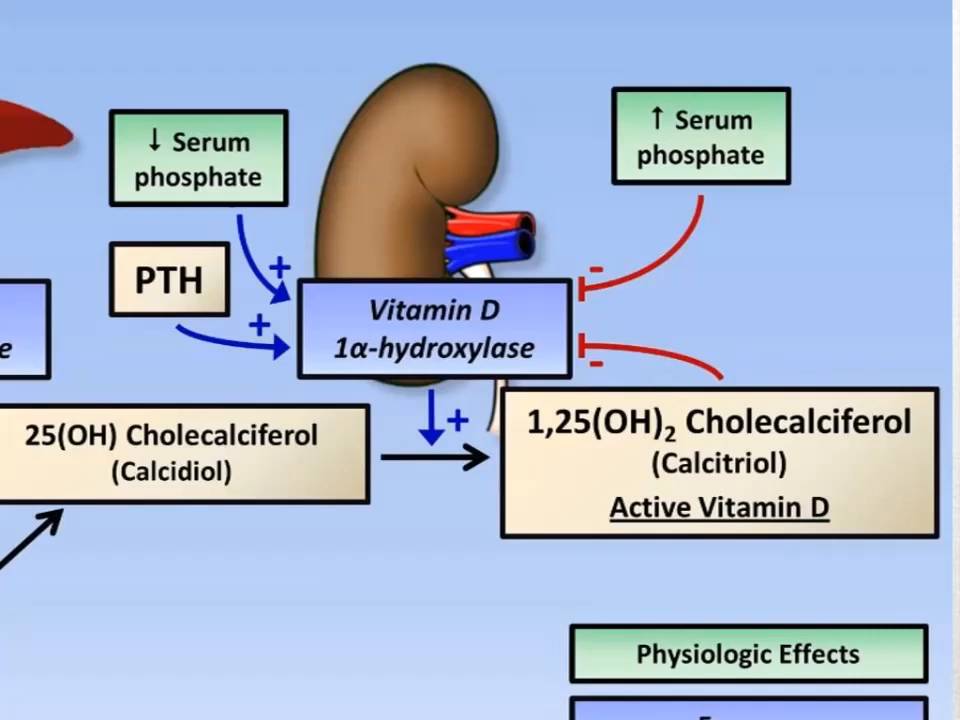 ↓ Serum
phosphate
↑ Serum
phosphate
PTH
+
+
-
-
Vitamin D
1α-hydroxylase
e
+
25(OH) Cholecalciferol
(Calcidiol)
1,25(OH)₂ Cholecalciferol
(Calcitriol)
Active Vitamin D
Physiologic Effects